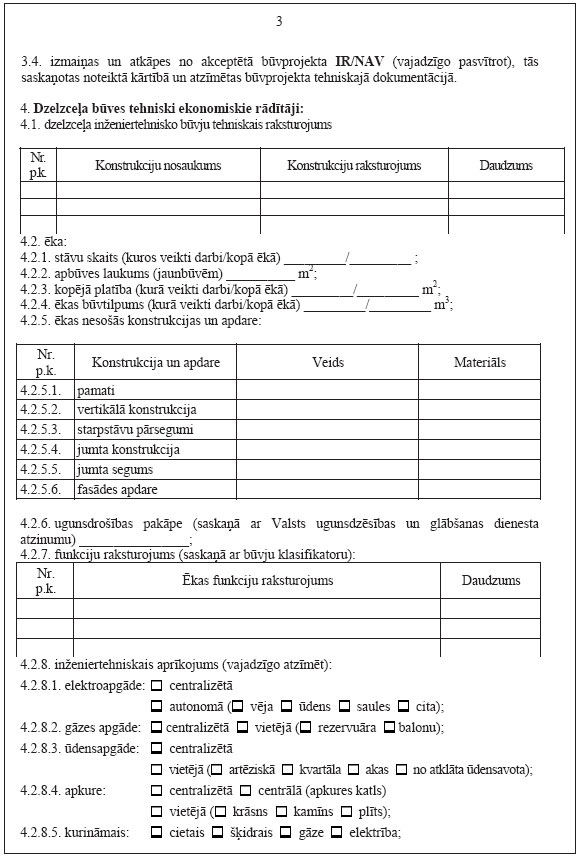 3
3.4. izmaiņas un atkāpes no akceptētā būvprojekta IR/NAV (vajadzīgo pasvītrot), tās
saskaņotas noteiktā kārtībā un atzīmētas būvprojekta tehniskajā dokumentācijā.
4. Dzelzceļa būves tehniski ekonomiskie rādītāji:
4.1. dzelzceļa inženiertehnisko būvju tehniskais raksturojums
Nr. p.k. Konstrukciju nosaukums Konstrukciju raksturojums Daudzums
4.2. ēka:
4.2.1. stāvu skaits (kuros veikti darbi/kopā ēkā) _________/_________ ;
4.2.2. apbūves laukums (jaunbūvēm) __________ m²;
4.2.3. kopējā platība (kurā veikti darbi/kopā ēkā) _________/_________ m²;
4.2.4. ēkas būvtilpums (kurā veikti darbi/kopā ēkā) _________/_________ m³;
4.2.5. ēkas nesošās konstrukcijas un apdare:
Nr. p.k. Konstrukcija un apdare Veids Materiāls
4.2.5.1. pamati
4.2.5.2. vertikālā konstrukcija
4.2.5.3. starpstāvu pārsegumi
4.2.5.4. jumta konstrukcija
4.2.5.5. jumta segums
4.2.5.6. fasādes apdare
4.2.6. ugunsdrošības pakāpe (saskaņā ar Valsts ugunsdzēsības un glābšanas dienesta
atzinumu) ________________;
4.2.7. funkciju raksturojums (saskaņā ar būvju klasifikatoru):
Nr. p.k. Ēkas funkciju raksturojums Daudzums
4.2.8. inženiertehniskais aprīkojums (vajadzīgo atzīmēt):
4.2.8.1. elektroapgāde: ☐ centralizētā
☐ autonomā (☐ vēja ☐ ūdens ☐ saules ☐ cita);
4.2.8.2. gāzes apgāde: ☐ centralizētā ☐ vietējā (☐ rezervuāra ☐ balonu);
4.2.8.3. ūdensapgāde: ☐ centralizētā
☐ vietējā (☐ artēziskā ☐ kvartāla ☐ akas ☐ no atklāta ūdensavota);
4.2.8.4. apkure: ☐ centralizētā ☐ centrālā (apkures katls)
☐ vietējā (☐ krāsns ☐ kamīns ☐ plīts);
4.2.8.5. kurināmais: ☐ cietais ☐ šķidrais ☐ gāze ☐ elektrība;